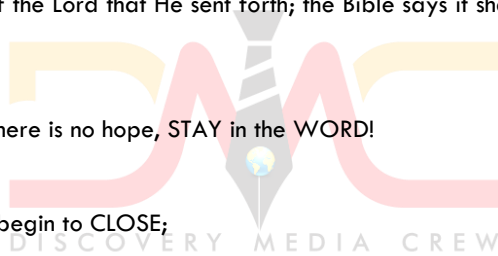 f the Lord that He sent forth; the Bible says it sh
here is no hope, STAY in the WORD!
begin to CLOSE;
DISCOVERY MEDIA CREW